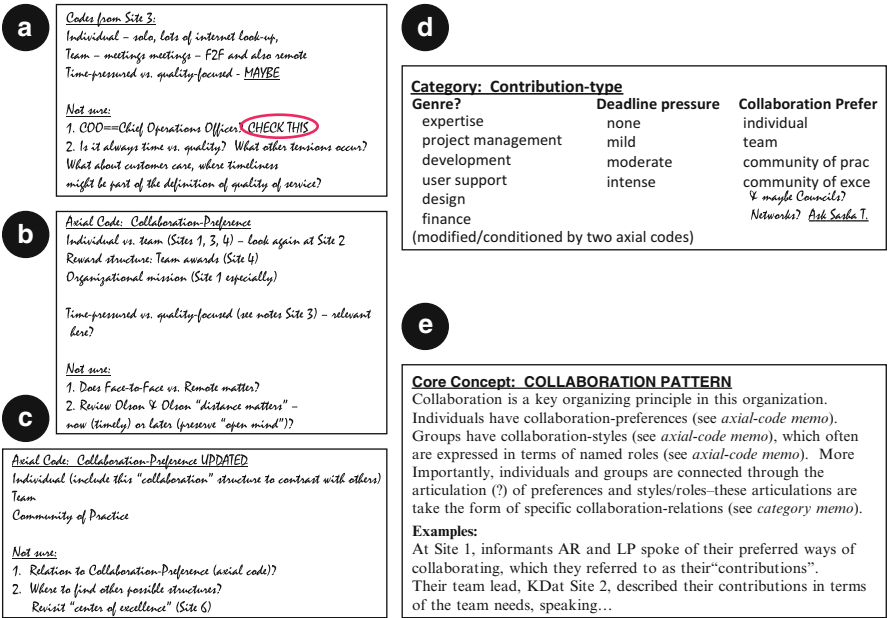 a
Codes from Site 3:
Individual – solo, lots of internet look-up,
Team – meetings meetings – F2F and also remote
Time-pressured vs. quality-focused - MAYBE
Not sure:
1. COO==Chief Operations Officer? CHECK THIS
2. Is it always time vs. quality? What other tensions occur?
What about customer care, where timeliness
might be part of the definition of quality of service?
b
Axial Code: Collaboration-Preference
Individual vs. team (Sites 1, 3, 4) – look again at Site 2
Reward structure: Team awards (Site 4)
Organizational mission (Site 1 especially)
Time-pressured vs. quality-focused (see notes Site 3) – relevant
here?
Not sure:
1. Does Face-to-Face vs. Remote matter?
2. Review Olson & Olson "distance matters" –
now (timely) or later (preserve "open mind")?
c
Axial Code: Collaboration-Preference UPDATED
Individual (include this "collaboration" structure to contrast with others)
Team
Community of Practice
Not sure:
1. Relation to Collaboration-Preference (axial code)?
2. Where to find other possible structures?
Revisit "center of excellence" (Site 6)
d
Category: Contribution-type
Genre? Deadline pressure Collaboration Prefer
expertise none individual
project management mild team
development moderate community of prac
user support intense community of exce
design & maybe Councils?
finance Networks? Ask Sasha T.
(modified/conditioned by two axial codes)
e
Core Concept: COLLABORATION PATTERN
Collaboration is a key organizing principle in this organization.
Individuals have collaboration-preferences (see axial-code memo).
Groups have collaboration-styles (see axial-code memo), which often
are expressed in terms of named roles (see axial-code memo). More
Importantly, individuals and groups are connected through the
articulation (?) of preferences and styles/roles–these articulations are
take the form of specific collaboration-relations (see category memo).
Examples:
At Site 1, informants AR and LP spoke of their preferred ways of
collaborating, which they referred to as their"contributions".
Their team lead, KDat Site 2, described their contributions in terms
of the team needs, speaking…